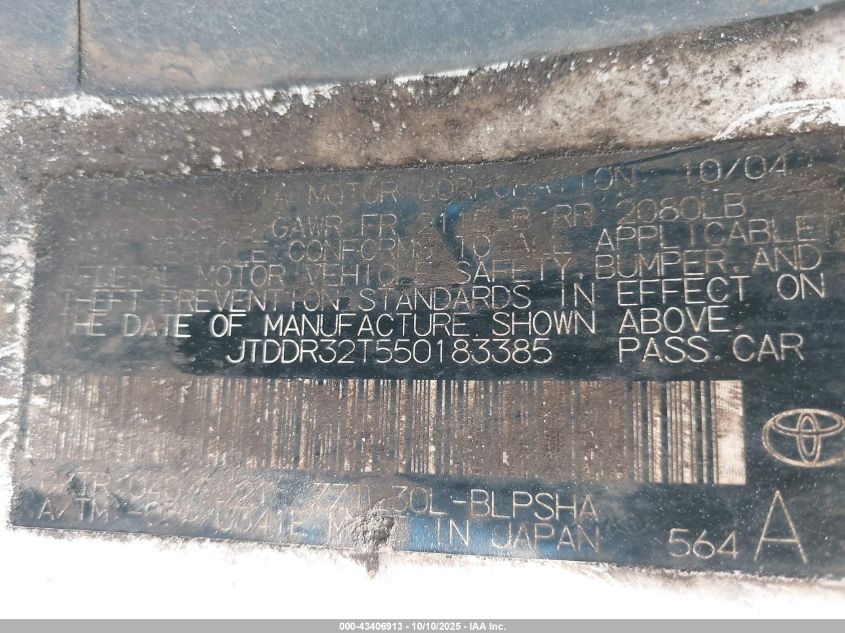 MOTOR CORPORATION 10/04
GAWR FR RR 2080LB
CONFORMS TO ALL APPLICABLE
MOTOR VEHICLE SAFETY, BUMPER, AND
THEFT PREVENTION STANDARDS IN EFFECT ON
THE DATE OF MANUFACTURE SHOWN ABOVE.
JTDDR32T550183385 PASS.CAR
-BLPSHA
A/TM IN JAPAN 564 A
000-43406913 - 10/10/2025 - IAA Inc.